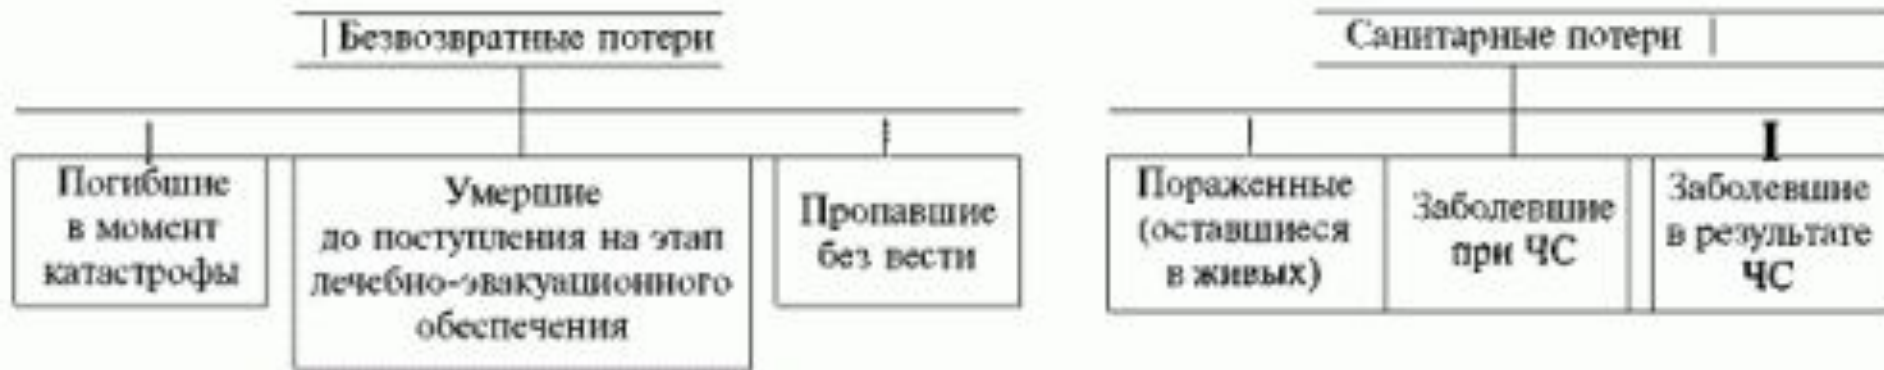 Безвозвратные потери
Санитарные потери
Погибшие
в момент
катастрофы
Умершие
до поступления на этап
лечебно-эвакуационного
обеспечения
Пропавшие
без вести
Пораженные
(оставшиеся
в живых)
Заболевшие
при ЧС
Заболевшие
в результате
ЧС